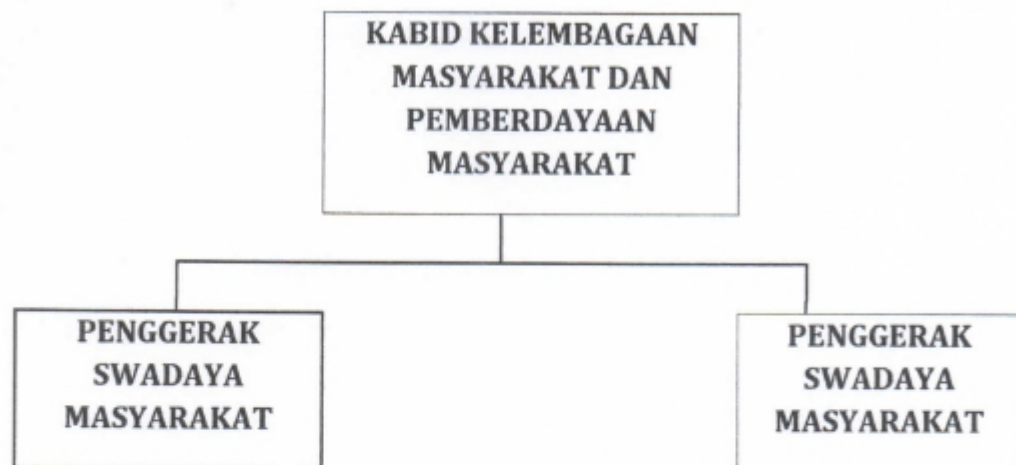 KABID KELEMBAGAAN
MASYARAKAT DAN
PEMBERDAYAAN
MASYARAKAT
PENGGERAK
SWADAYA
MASYARAKAT
PENGGERAK
SWADAYA
MASYARAKAT